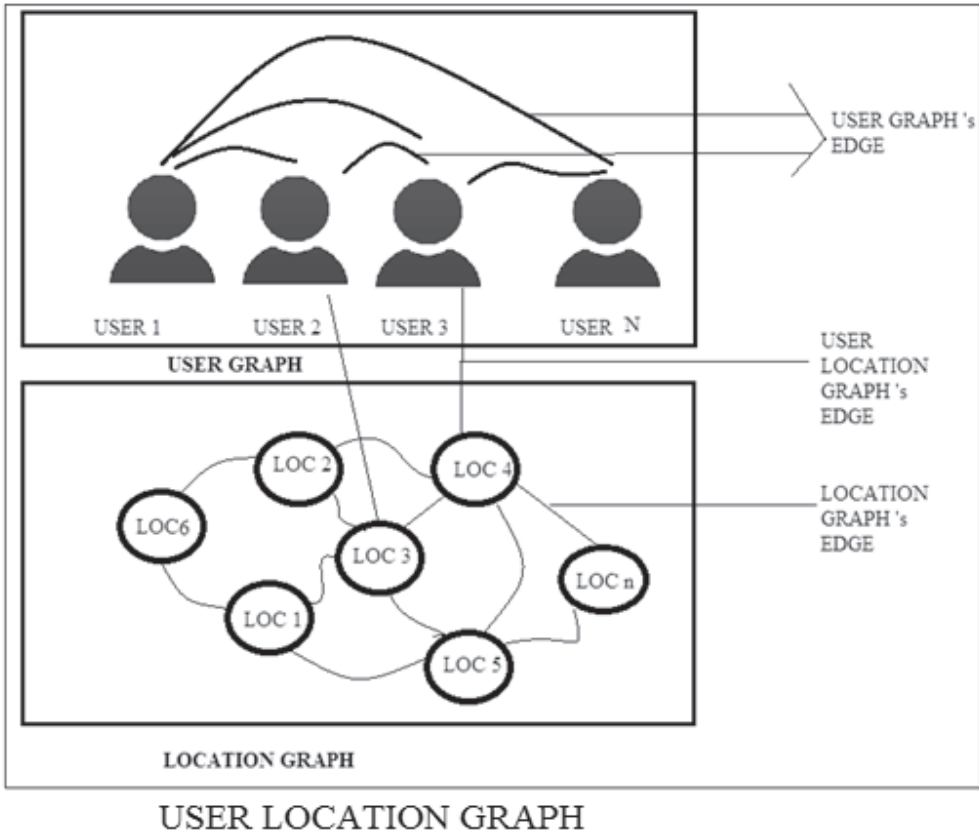 USER GRAPH 's
EDGE
USER 1
USER 2
USER 3
USER N
USER GRAPH
USER
LOCATION
GRAPH 's
EDGE
LOC 2
LOC 4
LOC6
LOC 3
LOC n
LOC 1
LOC 5
LOCATION
GRAPH's
EDGE
LOCATION GRAPH
USER LOCATION GRAPH